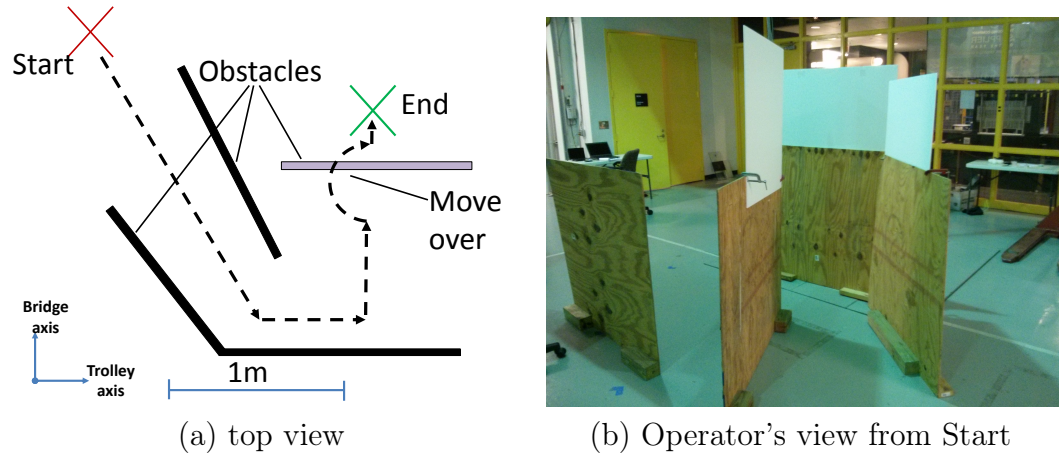 Start
Obstacles
End
Move
over
Bridge
axis
Trolley
axis
1m
(a) top view
(b) Operator's view from Start